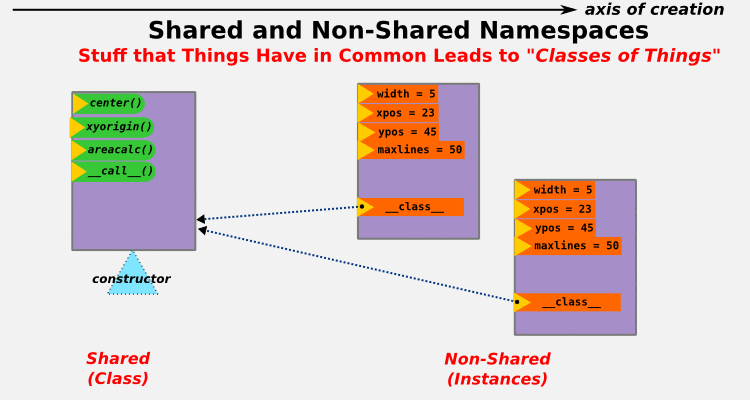 axis of creation
Shared and Non-Shared Namespaces
Stuff that Things Have in Common Leads to "Classes of Things"
center()
xyorigin()
areacalc()
__call__()
constructor
width = 5
xpos = 23
ypos = 45
maxlines = 50
__class__
width = 5
xpos = 23
ypos = 45
maxlines = 50
__class__
Shared
(Class)
Non-Shared
(Instances)